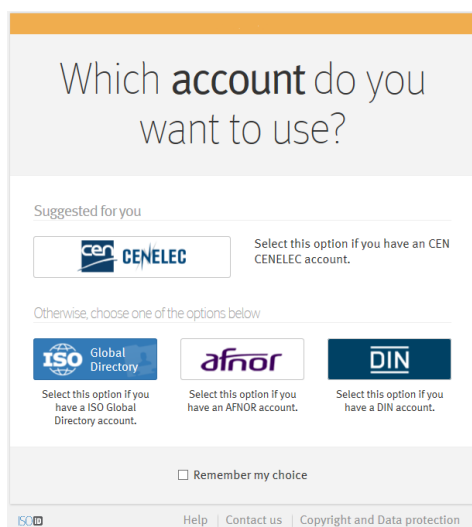 Which account do you
want to use?
Suggested for you
cen CENELEC
Select this option if you have an CEN
CENELEC account.
Otherwise, choose one of the options below
ISO Global
Directory
afnor
DIN
Select this option if you
have a ISO Global
Directory account.
Select this option if you
have an AFNOR account.
Select this option if you
have a DIN account.
Remember my choice
ISO ID
Help | Contact us | Copyright and Data protection